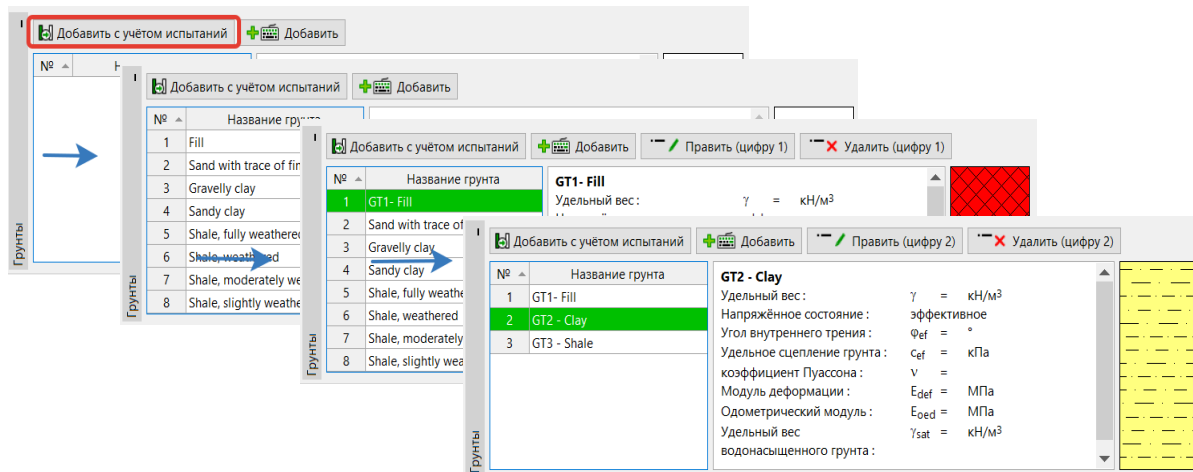 Добавить с учётом испытаний Добавить
№
Грунты
Добавить с учётом испытаний Добавить
№ Название грунта
1 Fill
2 Sand with trace of fin
3 Gravelly clay
4 Sandy clay
5 Shale, fully weathered
6 Shale, weathered
7 Shale, moderately we
8 Shale, slightly weathe
Грунты
Добавить с учётом испытаний Добавить Править (цифру 1) Удалить (цифру 1)
№ Название грунта
GT1- Fill
1 GT1- Fill
Удельный вес : γ = кН/м³
2 Sand with trace of
3 Gravelly clay
4 Sandy clay
5 Shale, fully weathe
6 Shale, weathered
7 Shale, moderately
8 Shale, slightly wea
Грунты
Добавить с учётом испытаний Добавить Править (цифру 2) Удалить (цифру 2)
№ Название грунта
1 GT1- Fill
2 GT2 - Clay
3 GT3 - Shale
GT2 - Clay
Удельный вес : γ = кН/м³
Напряжённое состояние : эффективное
Угол внутреннего трения : φef = °
Удельное сцепление грунта : cef = кПа
коэффициент Пуассона : ν =
Модуль деформации : Edef = МПа
Одометрический модуль : Eoed = МПа
Удельный вес γsat = кН/м³
водонасыщенного грунта :
Грунты